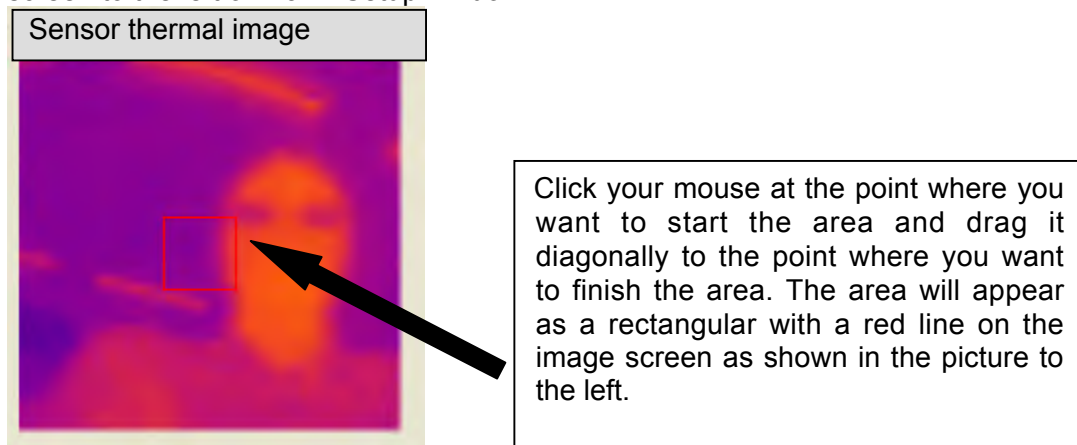 Sensor thermal image
Click your mouse at the point where you
want to start the area and drag it
diagonally to the point where you want
to finish the area. The area will appear
as a rectangular with a red line on the
image screen as shown in the picture to
the left.